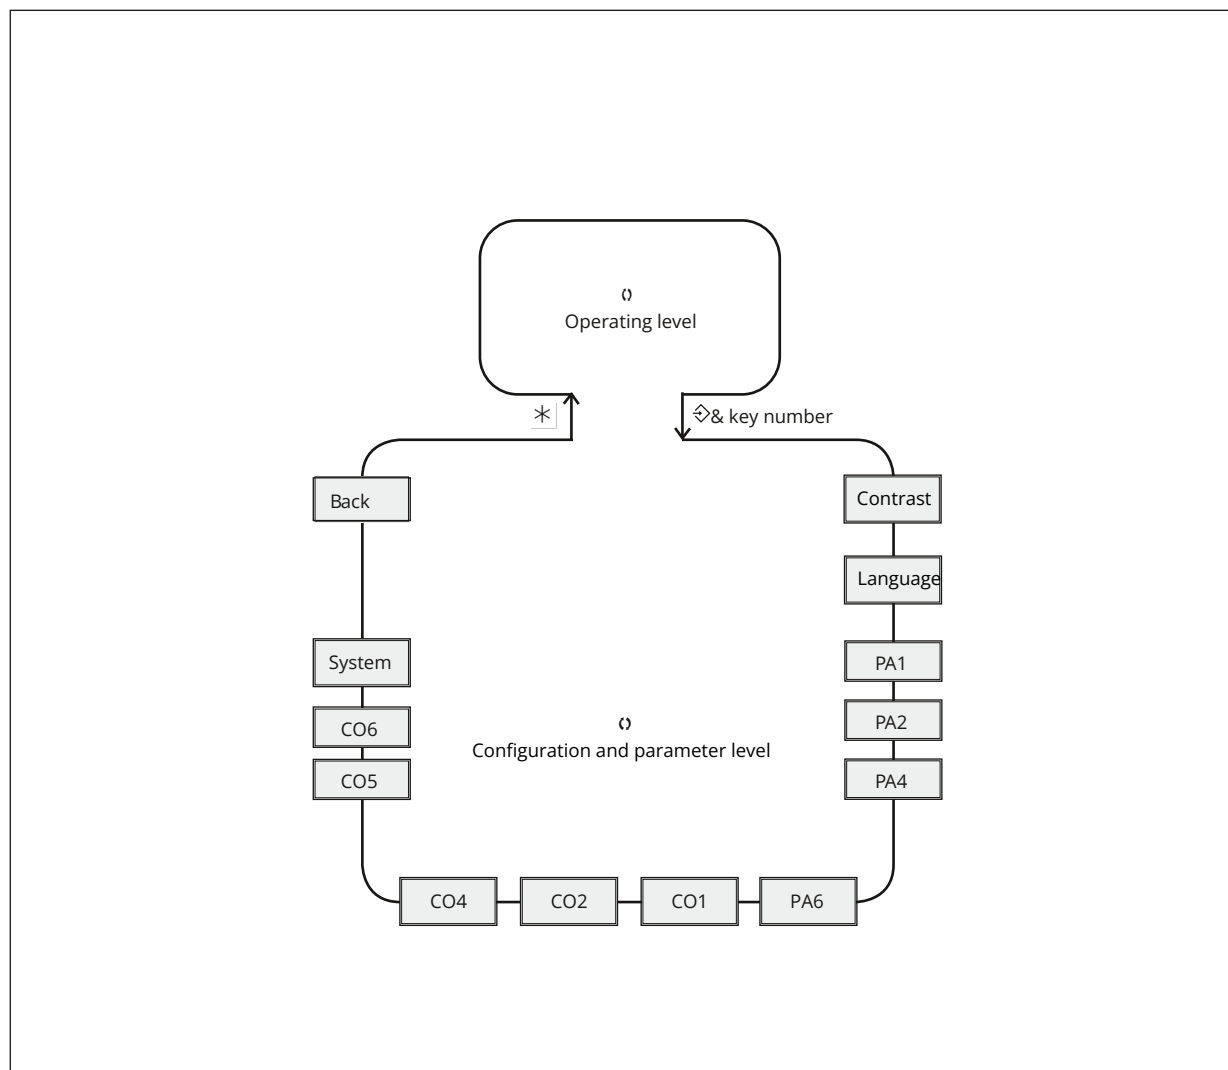 Operating level
& key number
Back
Contrast
Language
System
PA1
CO6
PA2
Configuration and parameter level
CO5
PA4
CO4
CO2
CO1
PA6